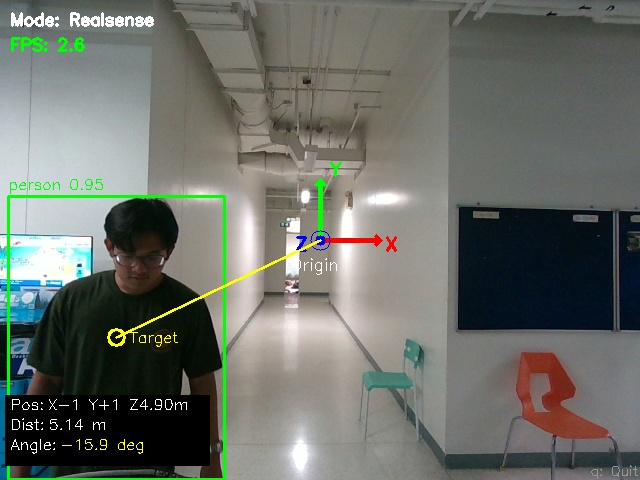 Mode: Realsense
FPS: 2.6
person 0.95
Y
Z
X
Origin
Target
Pos: X-1 Y+1 Z4.90m
Dist: 5.14 m
Angle: -15.9 deg
q: Quit